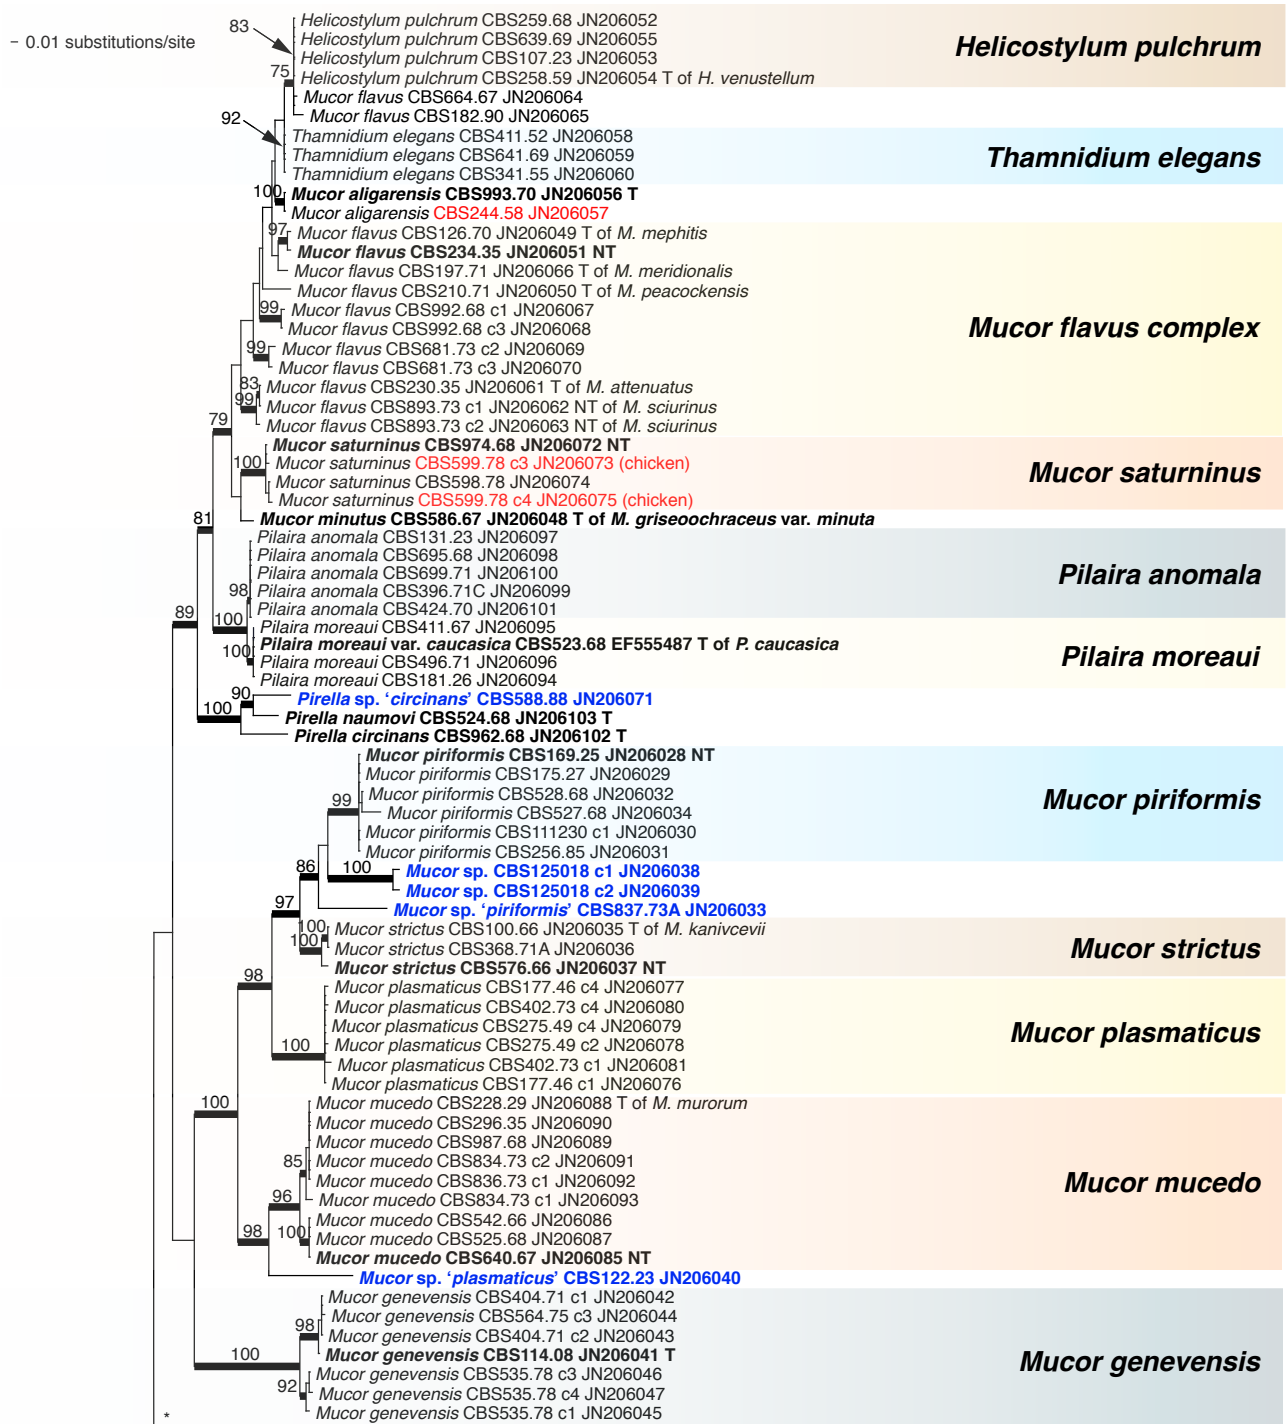 83
Helicostylum pulchrum CBS259.68 JN206052
- 0.01 substitutions/site
Helicostylum pulchrum CBS639.69 JN206055
Helicostylum pulchrum
Helicostylum pulchrum CBS107.23 JN206053
75
Helicostylum pulchrum CBS258.59 JN206054 T of H. venustellum
Mucor flavus CBS664.67 JN206064
Mucor flavus CBS182.90 JN206065
92
Thamnidium elegans CBS411.52 JN206058
Thamnidium elegans CBS641.69 JN206059
Thamnidium elegans
Thamnidium elegans CBS341.55 JN206060
100
Mucor aligarensis CBS993.70 JN206056 T
Mucor aligarensis CBS244.58 JN206057
97
Mucor flavus CBS126.70 JN206049 T of M. mephitis
Mucor flavus CBS234.35 JN206051 NT
Mucor flavus CBS197.71 JN206066 T of M. meridionalis
Mucor flavus CBS210.71 JN206050 T of M. peacockensis
99
Mucor flavus CBS992.68 c1 JN206067
Mucor flavus CBS992.68 c3 JN206068
Mucor flavus complex
99
Mucor flavus CBS681.73 c2 JN206069
Mucor flavus CBS681.73 c3 JN206070
83
Mucor flavus CBS230.35 JN206061 T of M. attenuatus
99
Mucor flavus CBS893.73 c1 JN206062 NT of M. sciurinus
79
Mucor flavus CBS893.73 c2 JN206063 NT of M. sciurinus
Mucor saturninus CBS974.68 JN206072 NT
100
Mucor saturninus CBS599.78 c3 JN206073 (chicken)
Mucor saturninus
Mucor saturninus CBS598.78 JN206074
Mucor saturninus CBS599.78 c4 JN206075 (chicken)
81
Mucor minutus CBS586.67 JN206048 T of M. griseoochraceus var. minuta
Pilaira anomala CBS131.23 JN206097
Pilaira anomala CBS695.68 JN206098
Pilaira anomala CBS699.71 JN206100
Pilaira anomala
98
Pilaira anomala CBS396.71C JN206099
89
Pilaira anomala CBS424.70 JN206101
100
Pilaira moreaui CBS411.67 JN206095
Pilaira moreaui var. caucasica CBS523.68 EF555487 T of P. caucasica
100
Pilaira moreaui CBS496.71 JN206096
Pilaira moreaui
Pilaira moreaui CBS181.26 JN206094
90
Pirella sp. ‘circinans’ CBS588.88 JN206071
100
Pirella naumovi CBS524.68 JN206103 T
Pirella circinans CBS962.68 JN206102 T
Mucor piriformis CBS169.25 JN206028 NT
Mucor piriformis CBS175.27 JN206029
Mucor piriformis CBS528.68 JN206032
Mucor piriformis
99
Mucor piriformis CBS527.68 JN206034
Mucor piriformis CBS111230 c1 JN206030
Mucor piriformis CBS256.85 JN206031
86
100
Mucor sp. CBS125018 c1 JN206038
Mucor sp. CBS125018 c2 JN206039
97
Mucor sp. ‘piriformis’ CBS837.73A JN206033
100
Mucor strictus CBS100.66 JN206035 T of M. kanivcevii
100
Mucor strictus CBS368.71A JN206036
Mucor strictus
Mucor strictus CBS576.66 JN206037 NT
98
Mucor plasmaticus CBS177.46 c4 JN206077
Mucor plasmaticus CBS402.73 c4 JN206080
Mucor plasmaticus CBS275.49 c4 JN206079
Mucor plasmaticus
100
Mucor plasmaticus CBS275.49 c2 JN206078
Mucor plasmaticus CBS402.73 c1 JN206081
Mucor plasmaticus CBS177.46 c1 JN206076
100
Mucor mucedo CBS228.29 JN206088 T of M. murorum
Mucor mucedo CBS296.35 JN206090
Mucor mucedo CBS987.68 JN206089
85
Mucor mucedo CBS834.73 c2 JN206091
Mucor mucedo CBS836.73 c1 JN206092
Mucor mucedo
96
Mucor mucedo CBS834.73 c1 JN206093
Mucor mucedo CBS542.66 JN206086
98
100
Mucor mucedo CBS525.68 JN206087
Mucor mucedo CBS640.67 JN206085 NT
Mucor sp. ‘plasmaticus’ CBS122.23 JN206040
Mucor genevensis CBS404.71 c1 JN206042
Mucor genevensis CBS564.75 c3 JN206044
98
Mucor genevensis CBS404.71 c2 JN206043
100
Mucor genevensis CBS114.08 JN206041 T
Mucor genevensis
Mucor genevensis CBS535.78 c3 JN206046
92
Mucor genevensis CBS535.78 c4 JN206047
Mucor genevensis CBS535.78 c1 JN206045
*